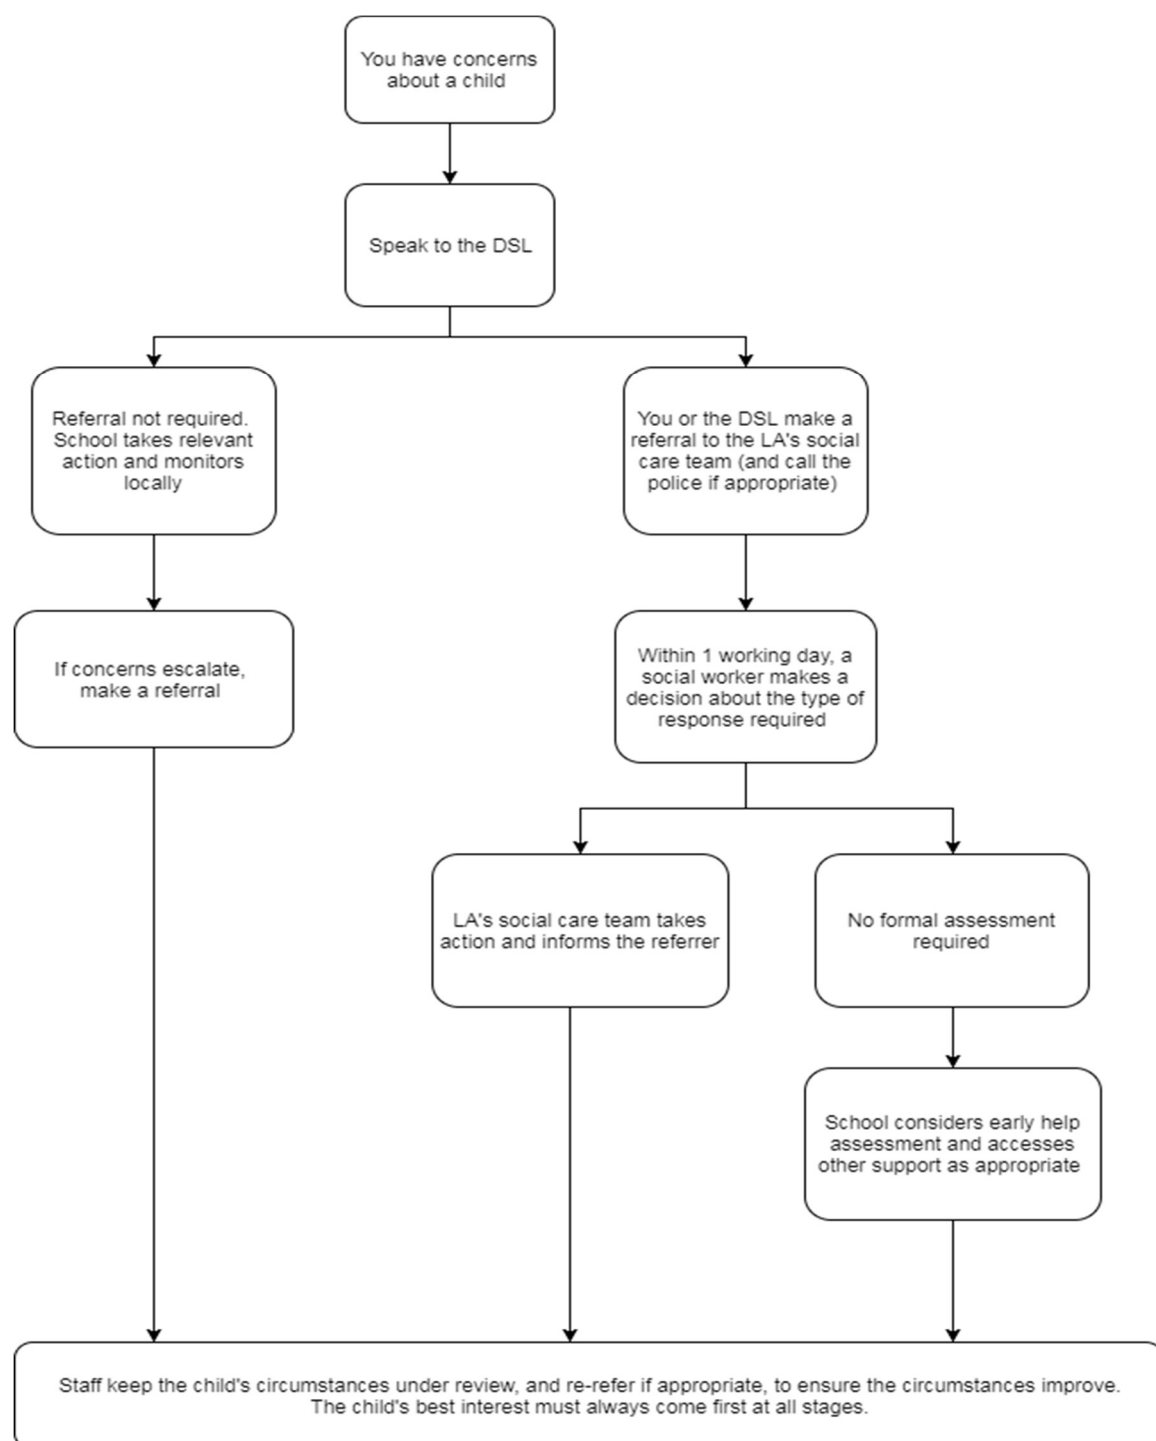 You have concerns
about a child
Speak to the DSL
Referral not required.
School takes relevant
action and monitors
locally
You or the DSL make a
referral to the LA's social
care team (and call the
police if appropriate)
If concerns escalate,
make a referral
Within 1 working day, a
social worker makes a
decision about the type of
response required
LA's social care team takes
action and informs the referrer
No formal assessment
required
School considers early help
assessment and accesses
other support as appropriate
Staff keep the child's circumstances under review, and re-refer if appropriate, to ensure the circumstances improve.
The child's best interest must always come first at all stages.